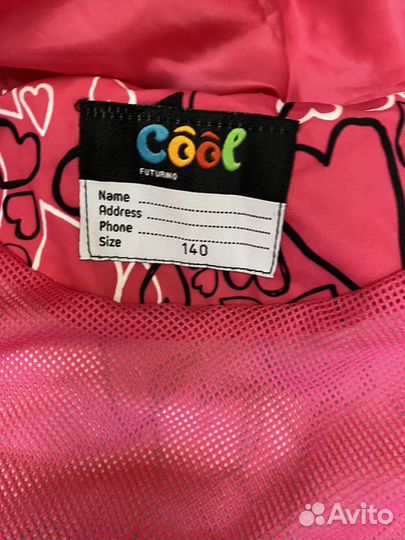 côôl
FUTURINO
Name
Address
Phone
Size 140
Avito